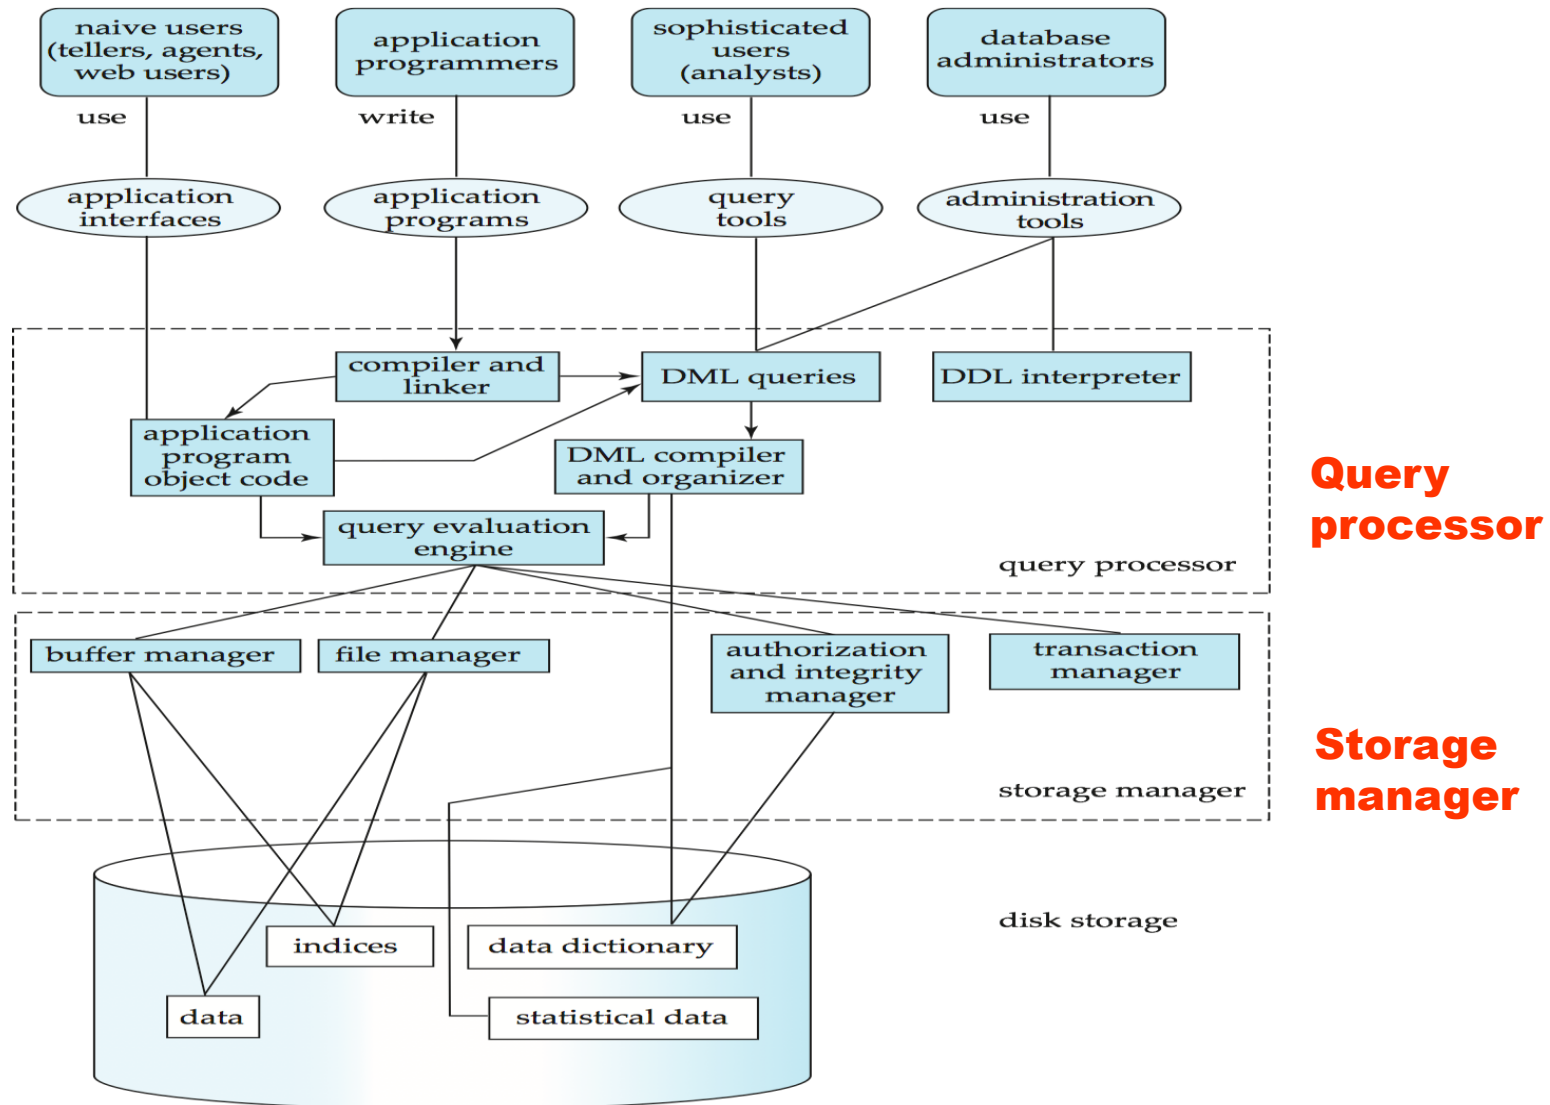 naive users
(tellers, agents,
web users)
application
programmers
sophisticated
users
(analysts)
database
administrators
use
write
use
use
application
interfaces
application
programs
query
tools
administration
tools
compiler and
linker
DML queries
DDL interpreter
application
program
object code
DML compiler
and organizer
query evaluation
engine
query processor
Query
processor
buffer manager
file manager
authorization
and integrity
manager
transaction
manager
storage manager
Storage
manager
disk storage
indices
data dictionary
data
statistical data